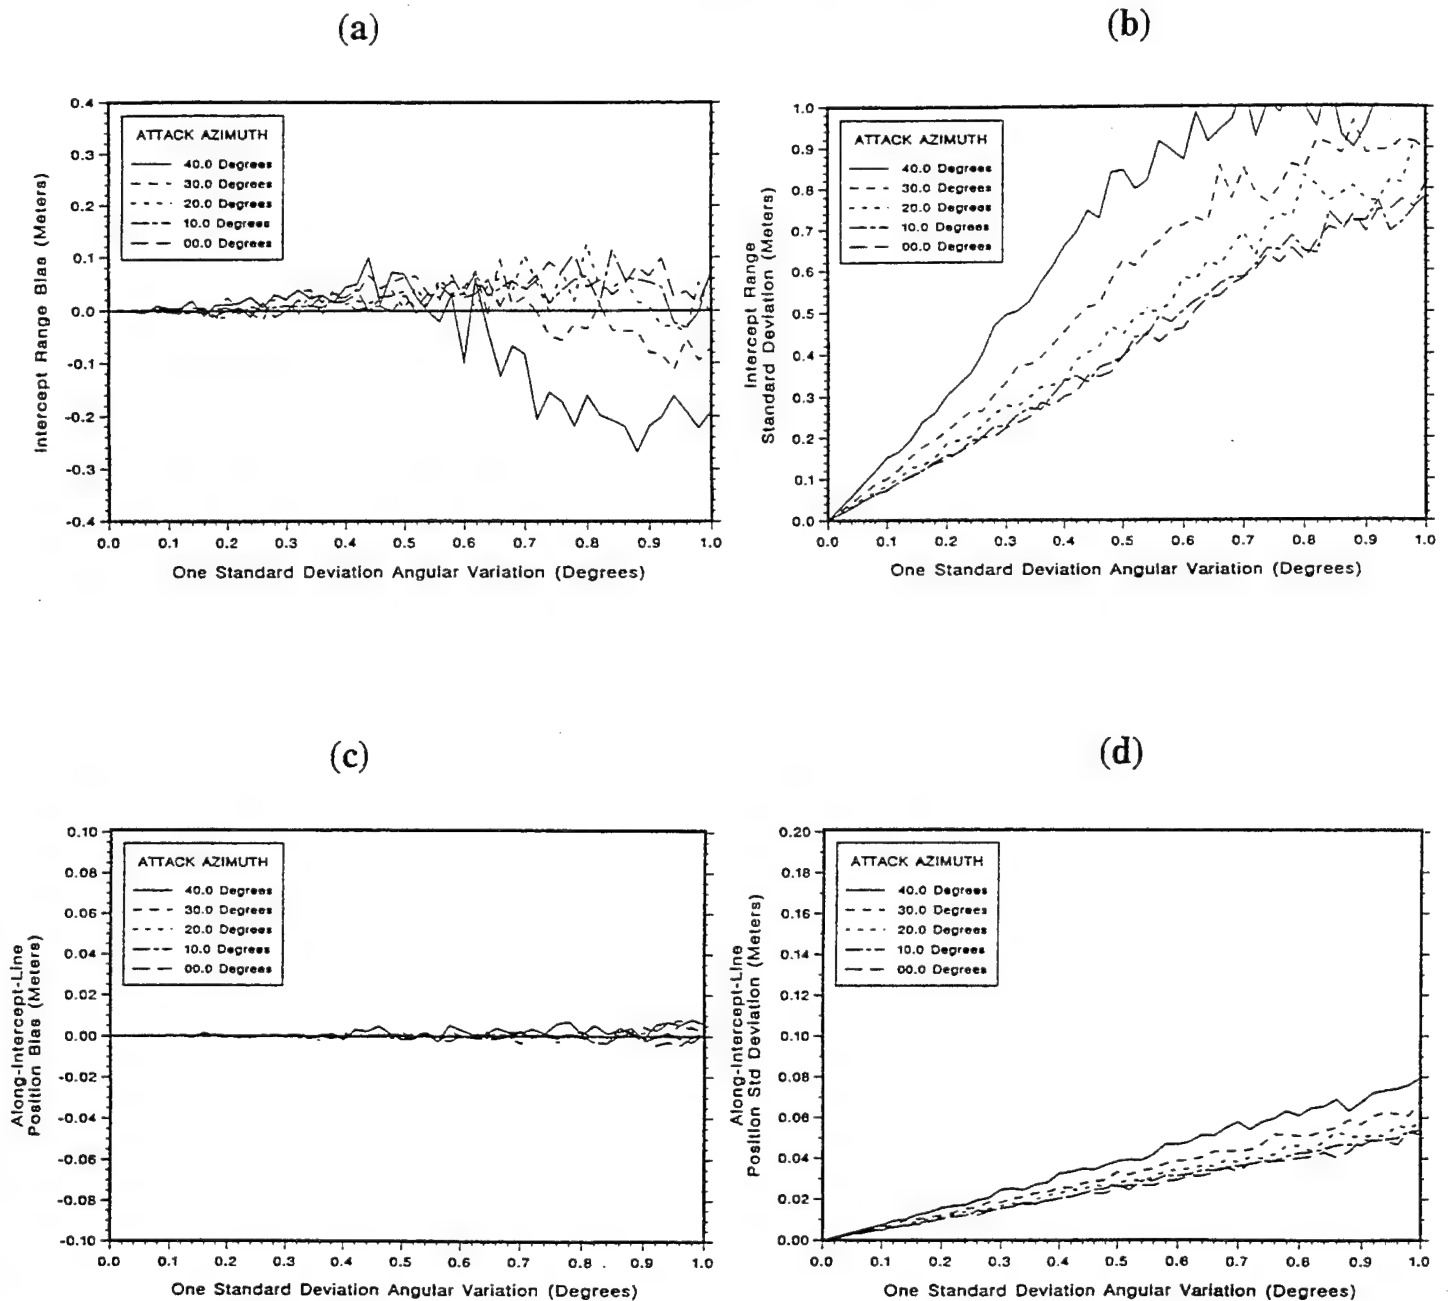 (a)
0.4
0.3
0.2
0.1
0.0
-0.1
-0.2
-0.3
-0.4
Intercept Range Bias (Meters)
ATTACK AZIMUTH
40.0 Degrees
30.0 Degrees
20.0 Degrees
10.0 Degrees
00.0 Degrees
0.0 0.1 0.2 0.3 0.4 0.5 0.6 0.7 0.8 0.9 1.0
One Standard Deviation Angular Variation (Degrees)
(b)
1.0
0.9
0.8
0.7
0.6
0.5
0.4
0.3
0.2
0.1
0.0
Intercept Range
Standard Deviation (Meters)
ATTACK AZIMUTH
40.0 Degrees
30.0 Degrees
20.0 Degrees
10.0 Degrees
00.0 Degrees
0.0 0.1 0.2 0.3 0.4 0.5 0.6 0.7 0.8 0.9 1.0
One Standard Deviation Angular Variation (Degrees)
(c)
0.10
0.08
0.06
0.04
0.02
0.00
-0.02
-0.04
-0.06
-0.08
-0.10
Along-Intercept-Line
Position Bias (Meters)
ATTACK AZIMUTH
40.0 Degrees
30.0 Degrees
20.0 Degrees
10.0 Degrees
00.0 Degrees
0.0 0.1 0.2 0.3 0.4 0.5 0.6 0.7 0.8 0.9 1.0
One Standard Deviation Angular Variation (Degrees)
(d)
0.20
0.18
0.16
0.14
0.12
0.10
0.08
0.06
0.04
0.02
0.00
Along-Intercept-Line
Position Std Deviation (Meters)
ATTACK AZIMUTH
40.0 Degrees
30.0 Degrees
20.0 Degrees
10.0 Degrees
00.0 Degrees
0.0 0.1 0.2 0.3 0.4 0.5 0.6 0.7 0.8 0.9 1.0
One Standard Deviation Angular Variation (Degrees)